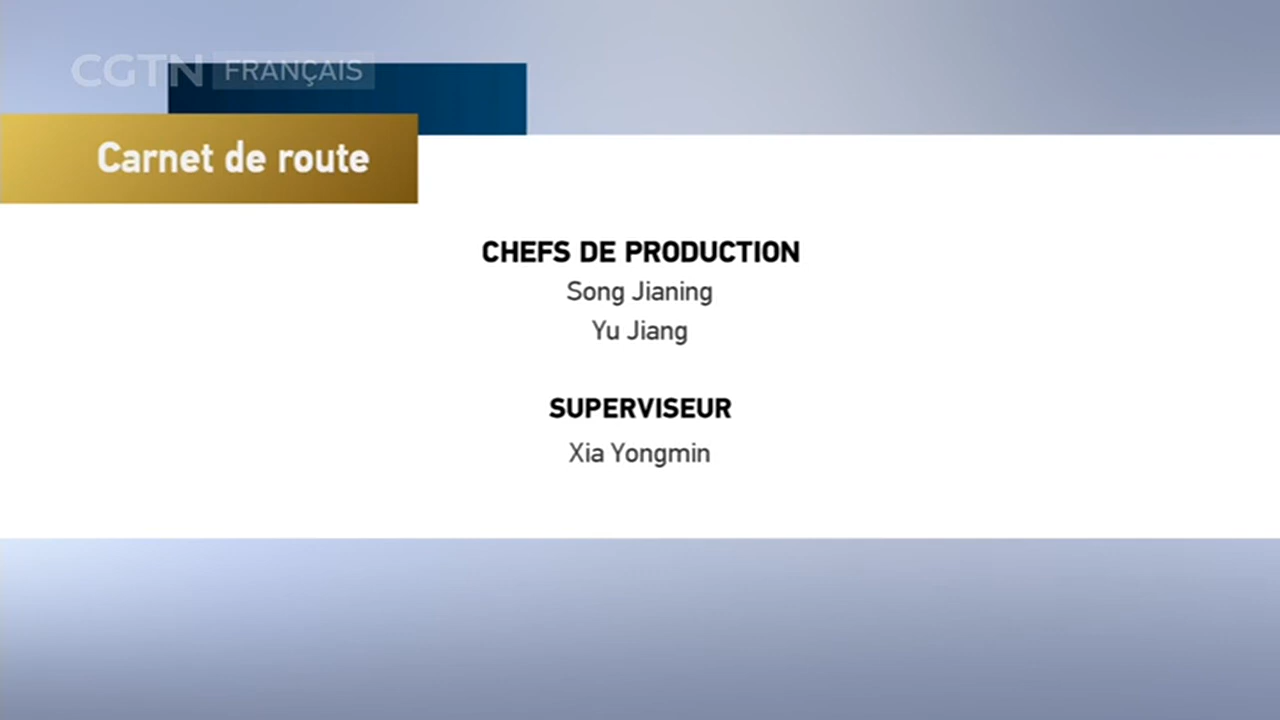 CGTN FRANÇAIS
Carnet de route
CHEFS DE PRODUCTION
Song Jianing
Yu Jiang
SUPERVISEUR
Xia Yongmin